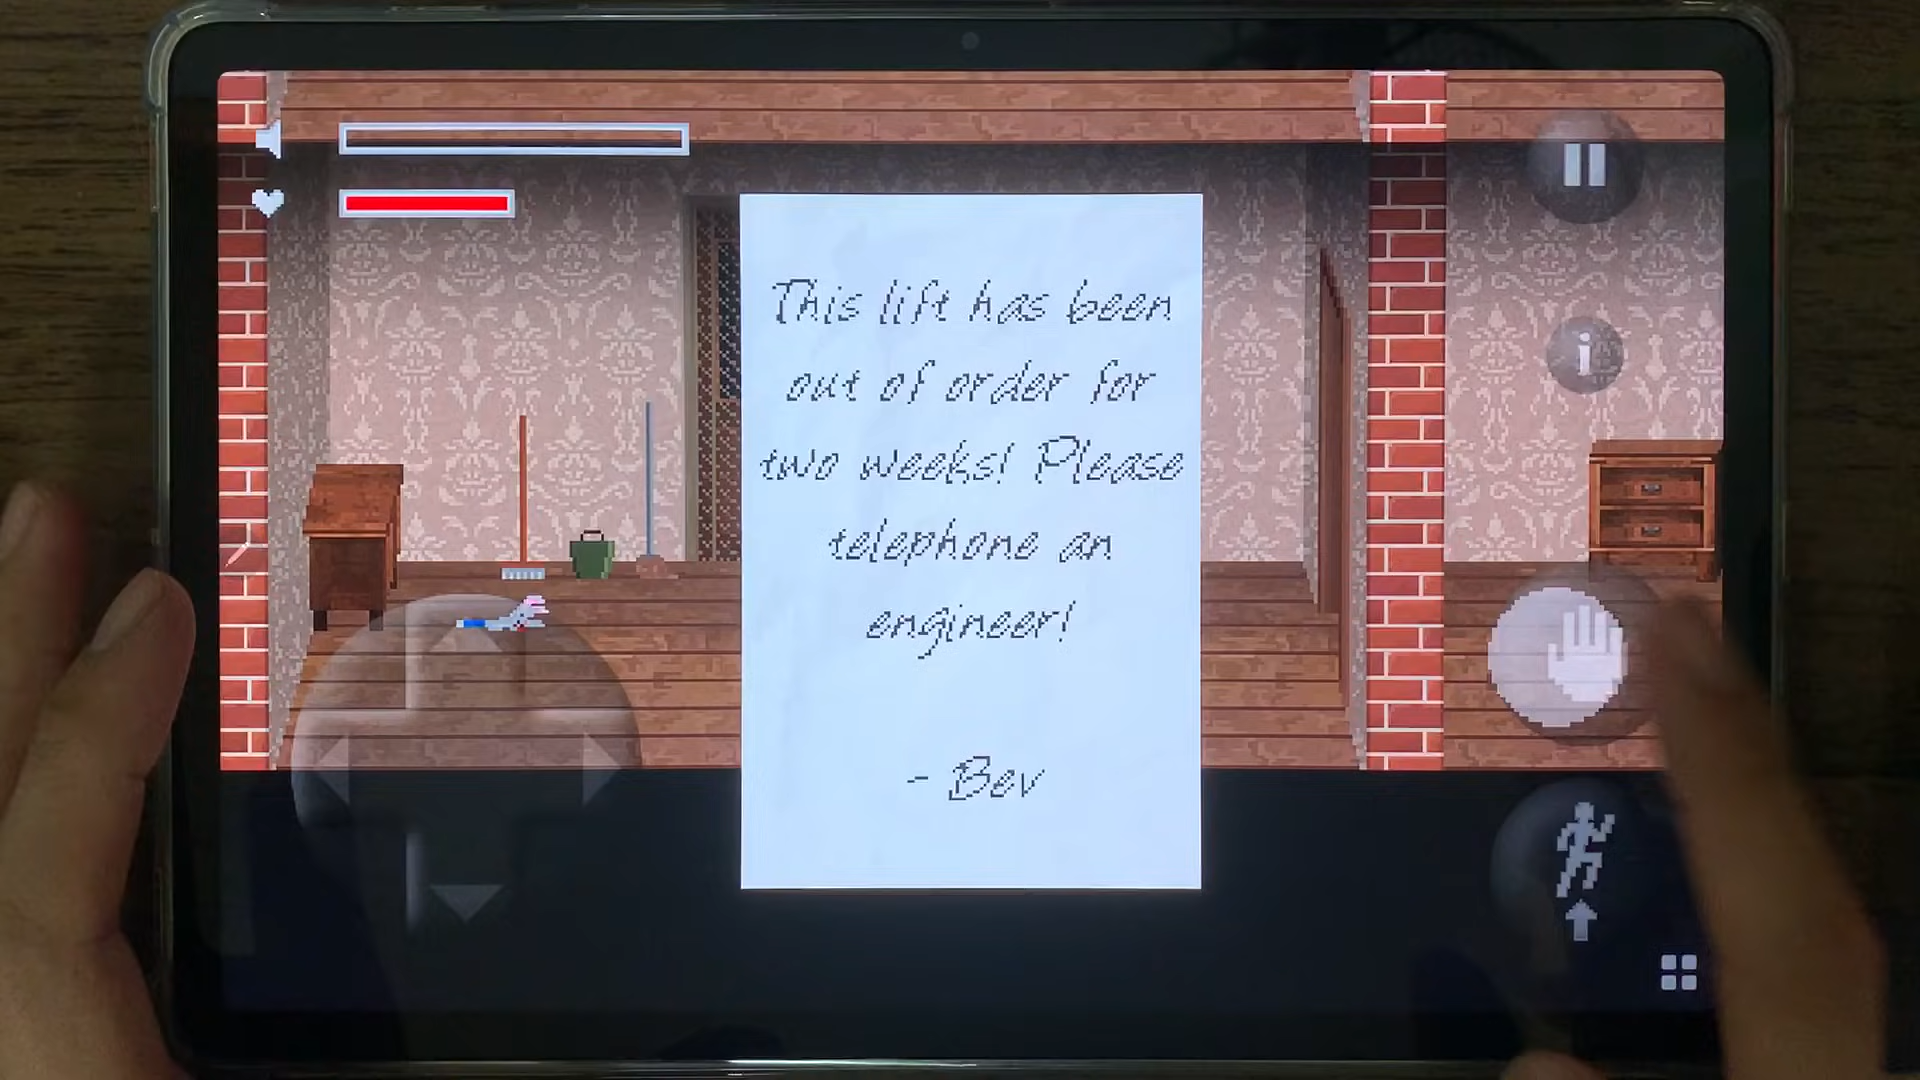 This lift has been
out of order for
two weeks! Please
telephone an
engineer!
- Bev